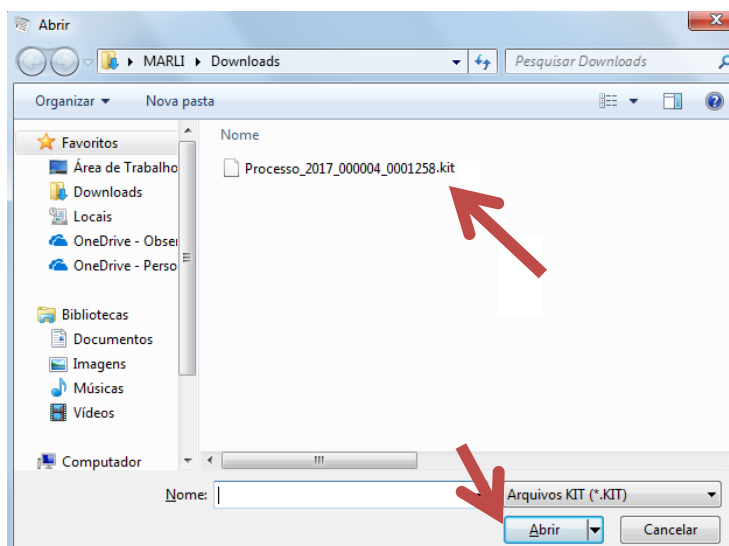 Abrir
MARLI Downloads
Pesquisar Downloads
Organizar Nova pasta
Favoritos
Área de Trabalho
Downloads
Locais
OneDrive - Obser
OneDrive - Perso
Bibliotecas
Documentos
Imagens
Músicas
Vídeos
Computador
Nome
Processo_2017_000004_0001258.kit
Nome:
Arquivos KIT (*.KIT)
Abrir
Cancelar